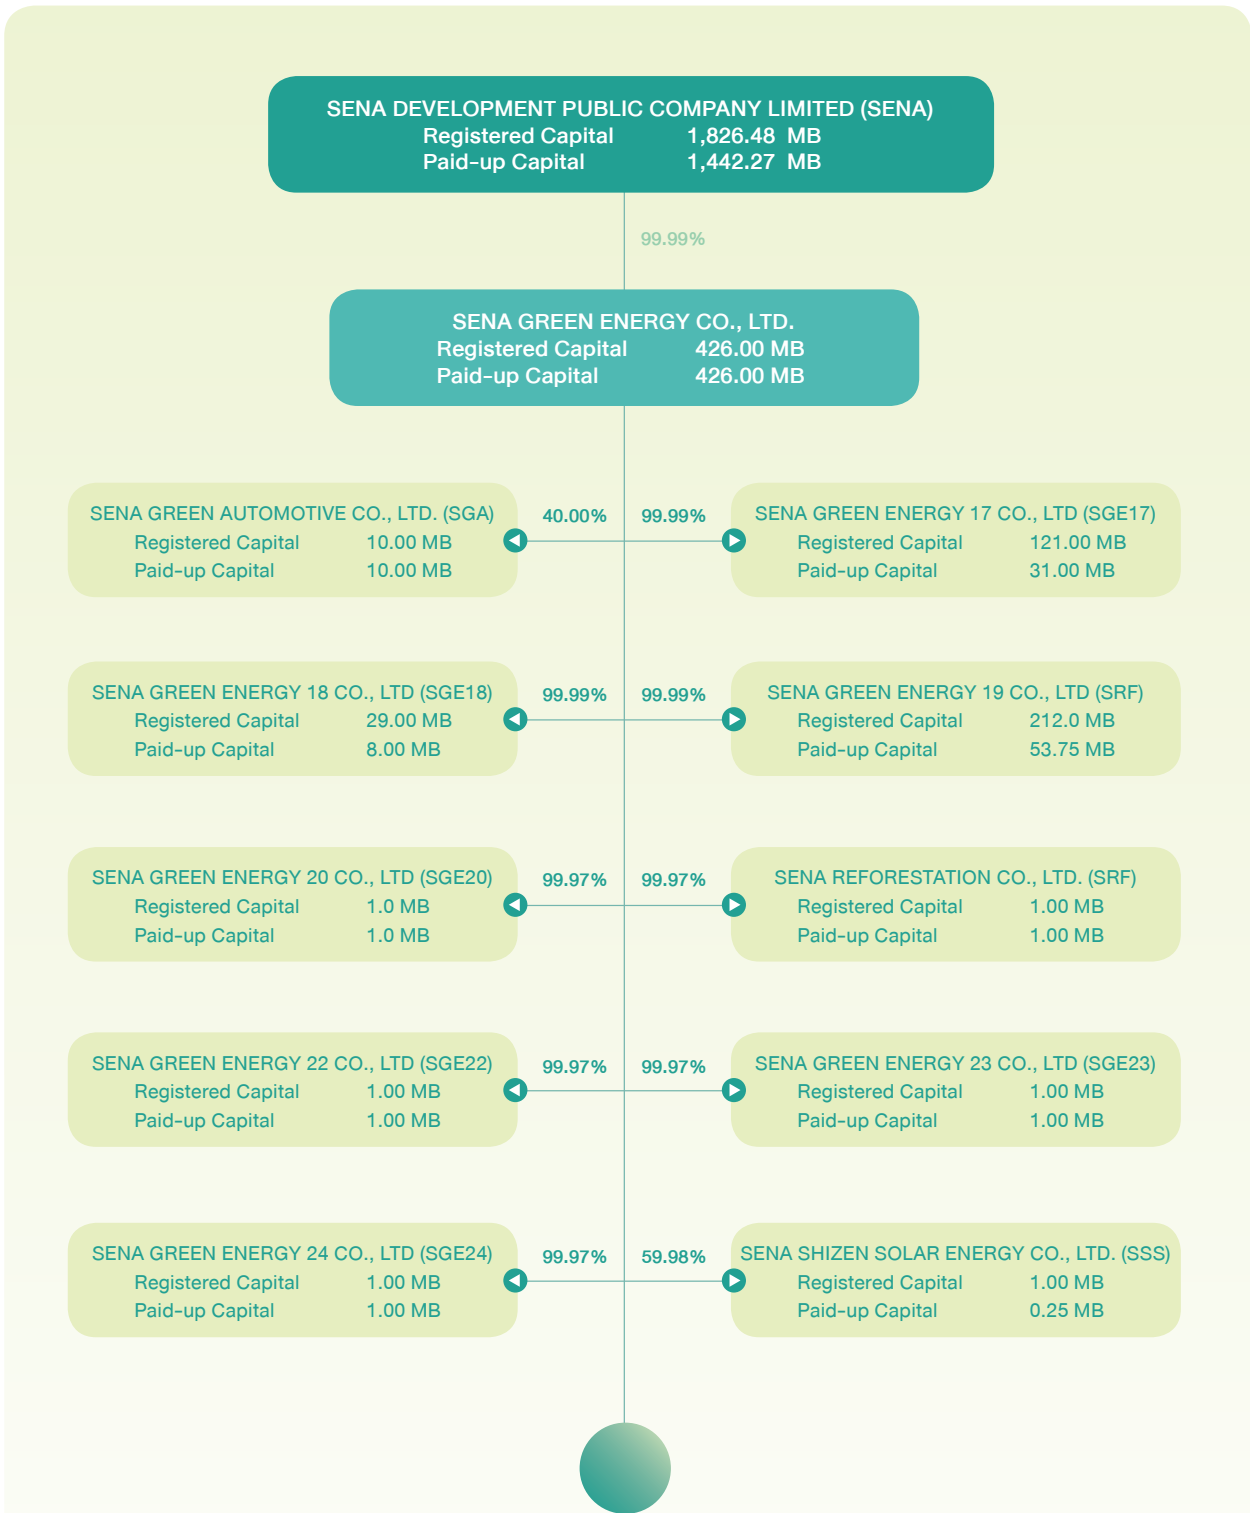 SENA DEVELOPMENT PUBLIC COMPANY LIMITED (SENA)
Registered Capital 1,826.48 MB
Paid-up Capital 1,442.27 MB
99.99%
SENA GREEN ENERGY CO., LTD.
Registered Capital 426.00 MB
Paid-up Capital 426.00 MB
SENA GREEN AUTOMOTIVE CO., LTD. (SGA)
Registered Capital 10.00 MB
Paid-up Capital 10.00 MB
40.00%
99.99%
SENA GREEN ENERGY 17 CO., LTD (SGE17)
Registered Capital 121.00 MB
Paid-up Capital 31.00 MB
SENA GREEN ENERGY 18 CO., LTD (SGE18)
Registered Capital 29.00 MB
Paid-up Capital 8.00 MB
99.99%
99.99%
SENA GREEN ENERGY 19 CO., LTD (SRF)
Registered Capital 212.0 MB
Paid-up Capital 53.75 MB
SENA GREEN ENERGY 20 CO., LTD (SGE20)
Registered Capital 1.0 MB
Paid-up Capital 1.0 MB
99.97%
99.97%
SENA REFORESTATION CO., LTD. (SRF)
Registered Capital 1.00 MB
Paid-up Capital 1.00 MB
SENA GREEN ENERGY 22 CO., LTD (SGE22)
Registered Capital 1.00 MB
Paid-up Capital 1.00 MB
99.97%
99.97%
SENA GREEN ENERGY 23 CO., LTD (SGE23)
Registered Capital 1.00 MB
Paid-up Capital 1.00 MB
SENA GREEN ENERGY 24 CO., LTD (SGE24)
Registered Capital 1.00 MB
Paid-up Capital 1.00 MB
99.97%
59.98%
SENA SHIZEN SOLAR ENERGY CO., LTD. (SSS)
Registered Capital 1.00 MB
Paid-up Capital 0.25 MB